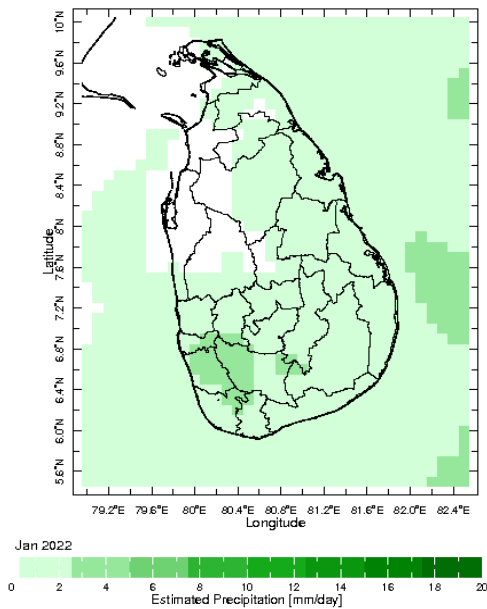 10°N
9.6°N
9.2°N
8.8°N
8.4°N
8°N
7.6°N
7.2°N
6.8°N
6.4°N
6.0°N
5.6°N
Latitude
79.2°E 79.6°E 80°E 80.4°E 80.8°E 81.2°E 81.6°E 82.0°E 82.4°E
Longitude
Jan 2022
0 2 4 6 8 10 12 14 16 18 20
Estimated Precipitation [mm/day]